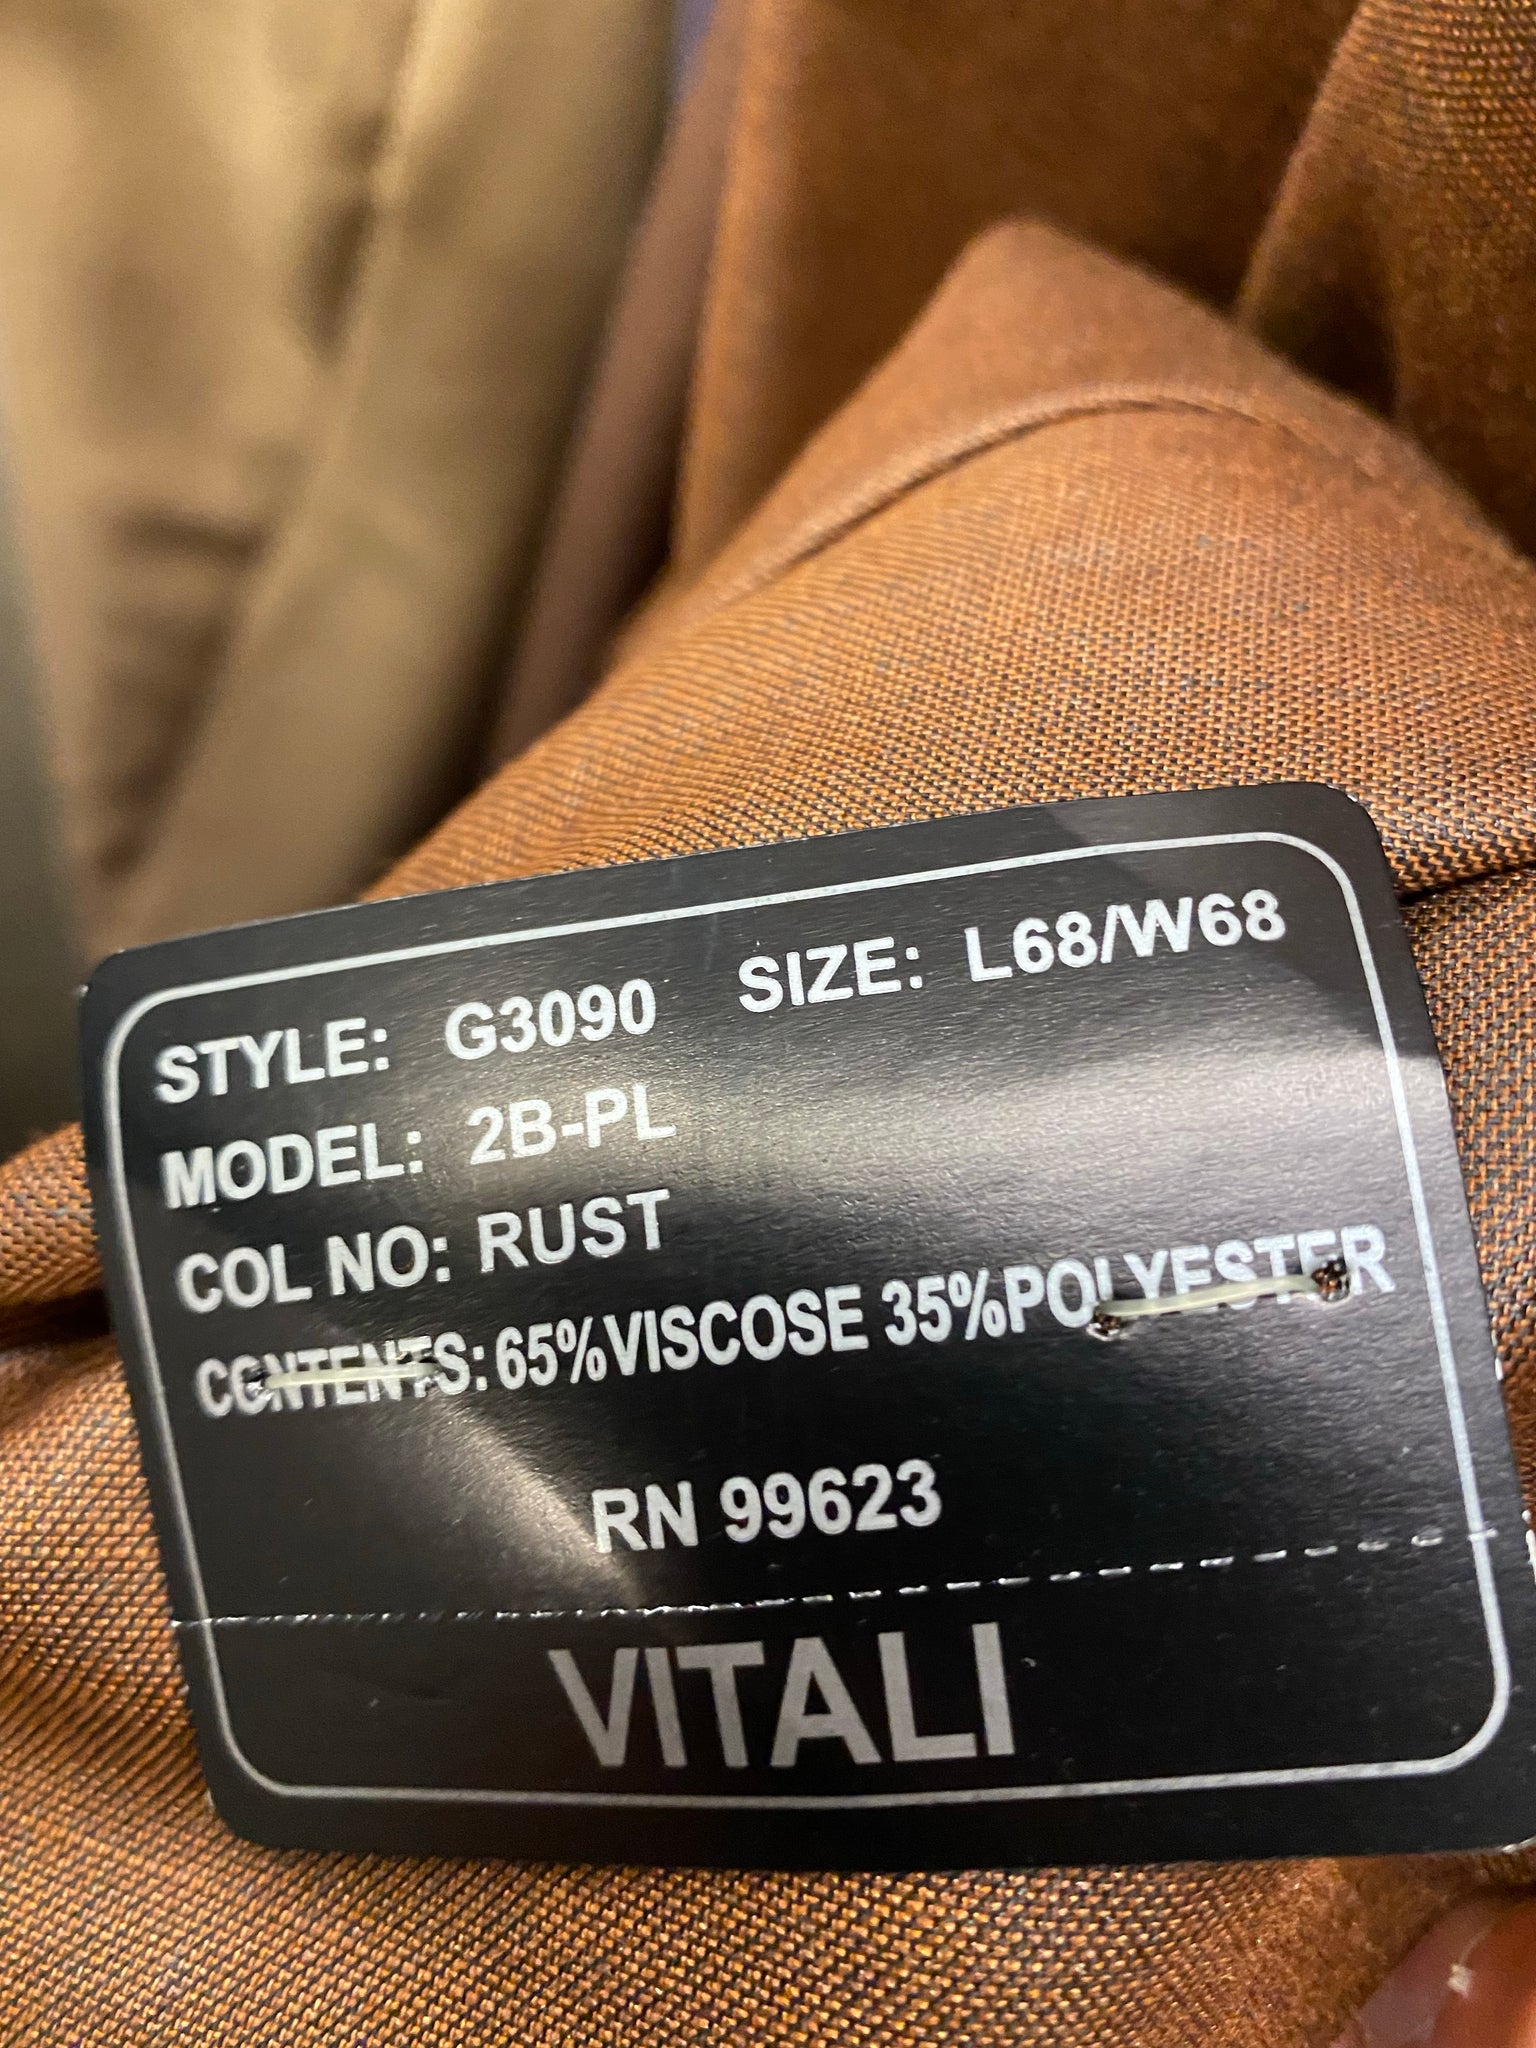 STYLE: G3090 SIZE: L68/W68
MODEL: 2B-PL
COL NO: RUST
CONTENTS: 65%VISCOSE 35%POLYESTER
RN 99623
VITALI